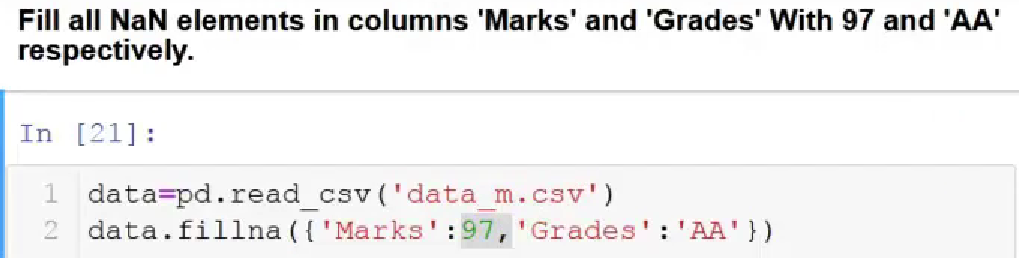 Fill all NaN elements in columns 'Marks' and 'Grades' With 97 and 'AA'
respectively.
In [21]:
1 data=pd.read_csv('data_m.csv')
2 data.fillna({'Marks':97,'Grades':'AA'})